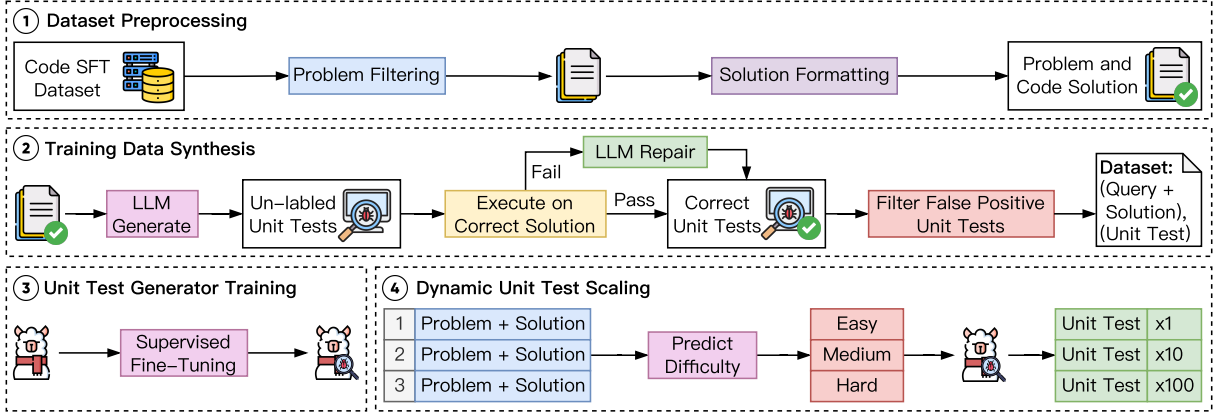 1 Dataset Preprocessing
Code SFT
Dataset
Problem Filtering
Solution Formatting
Problem and
Code Solution
2 Training Data Synthesis
LLM
Generate
Un-labled
Unit Tests
Execute on
Correct Solution
Fail
LLM Repair
Pass
Correct
Unit Tests
Filter False Positive
Unit Tests
Dataset:
(Query +
Solution),
(Unit Test)
3 Unit Test Generator Training
Supervised
Fine-Tuning
4 Dynamic Unit Test Scaling
1 Problem + Solution
2 Problem + Solution
3 Problem + Solution
Predict
Difficulty
Easy
Medium
Hard
Unit Test x1
Unit Test x10
Unit Test x100